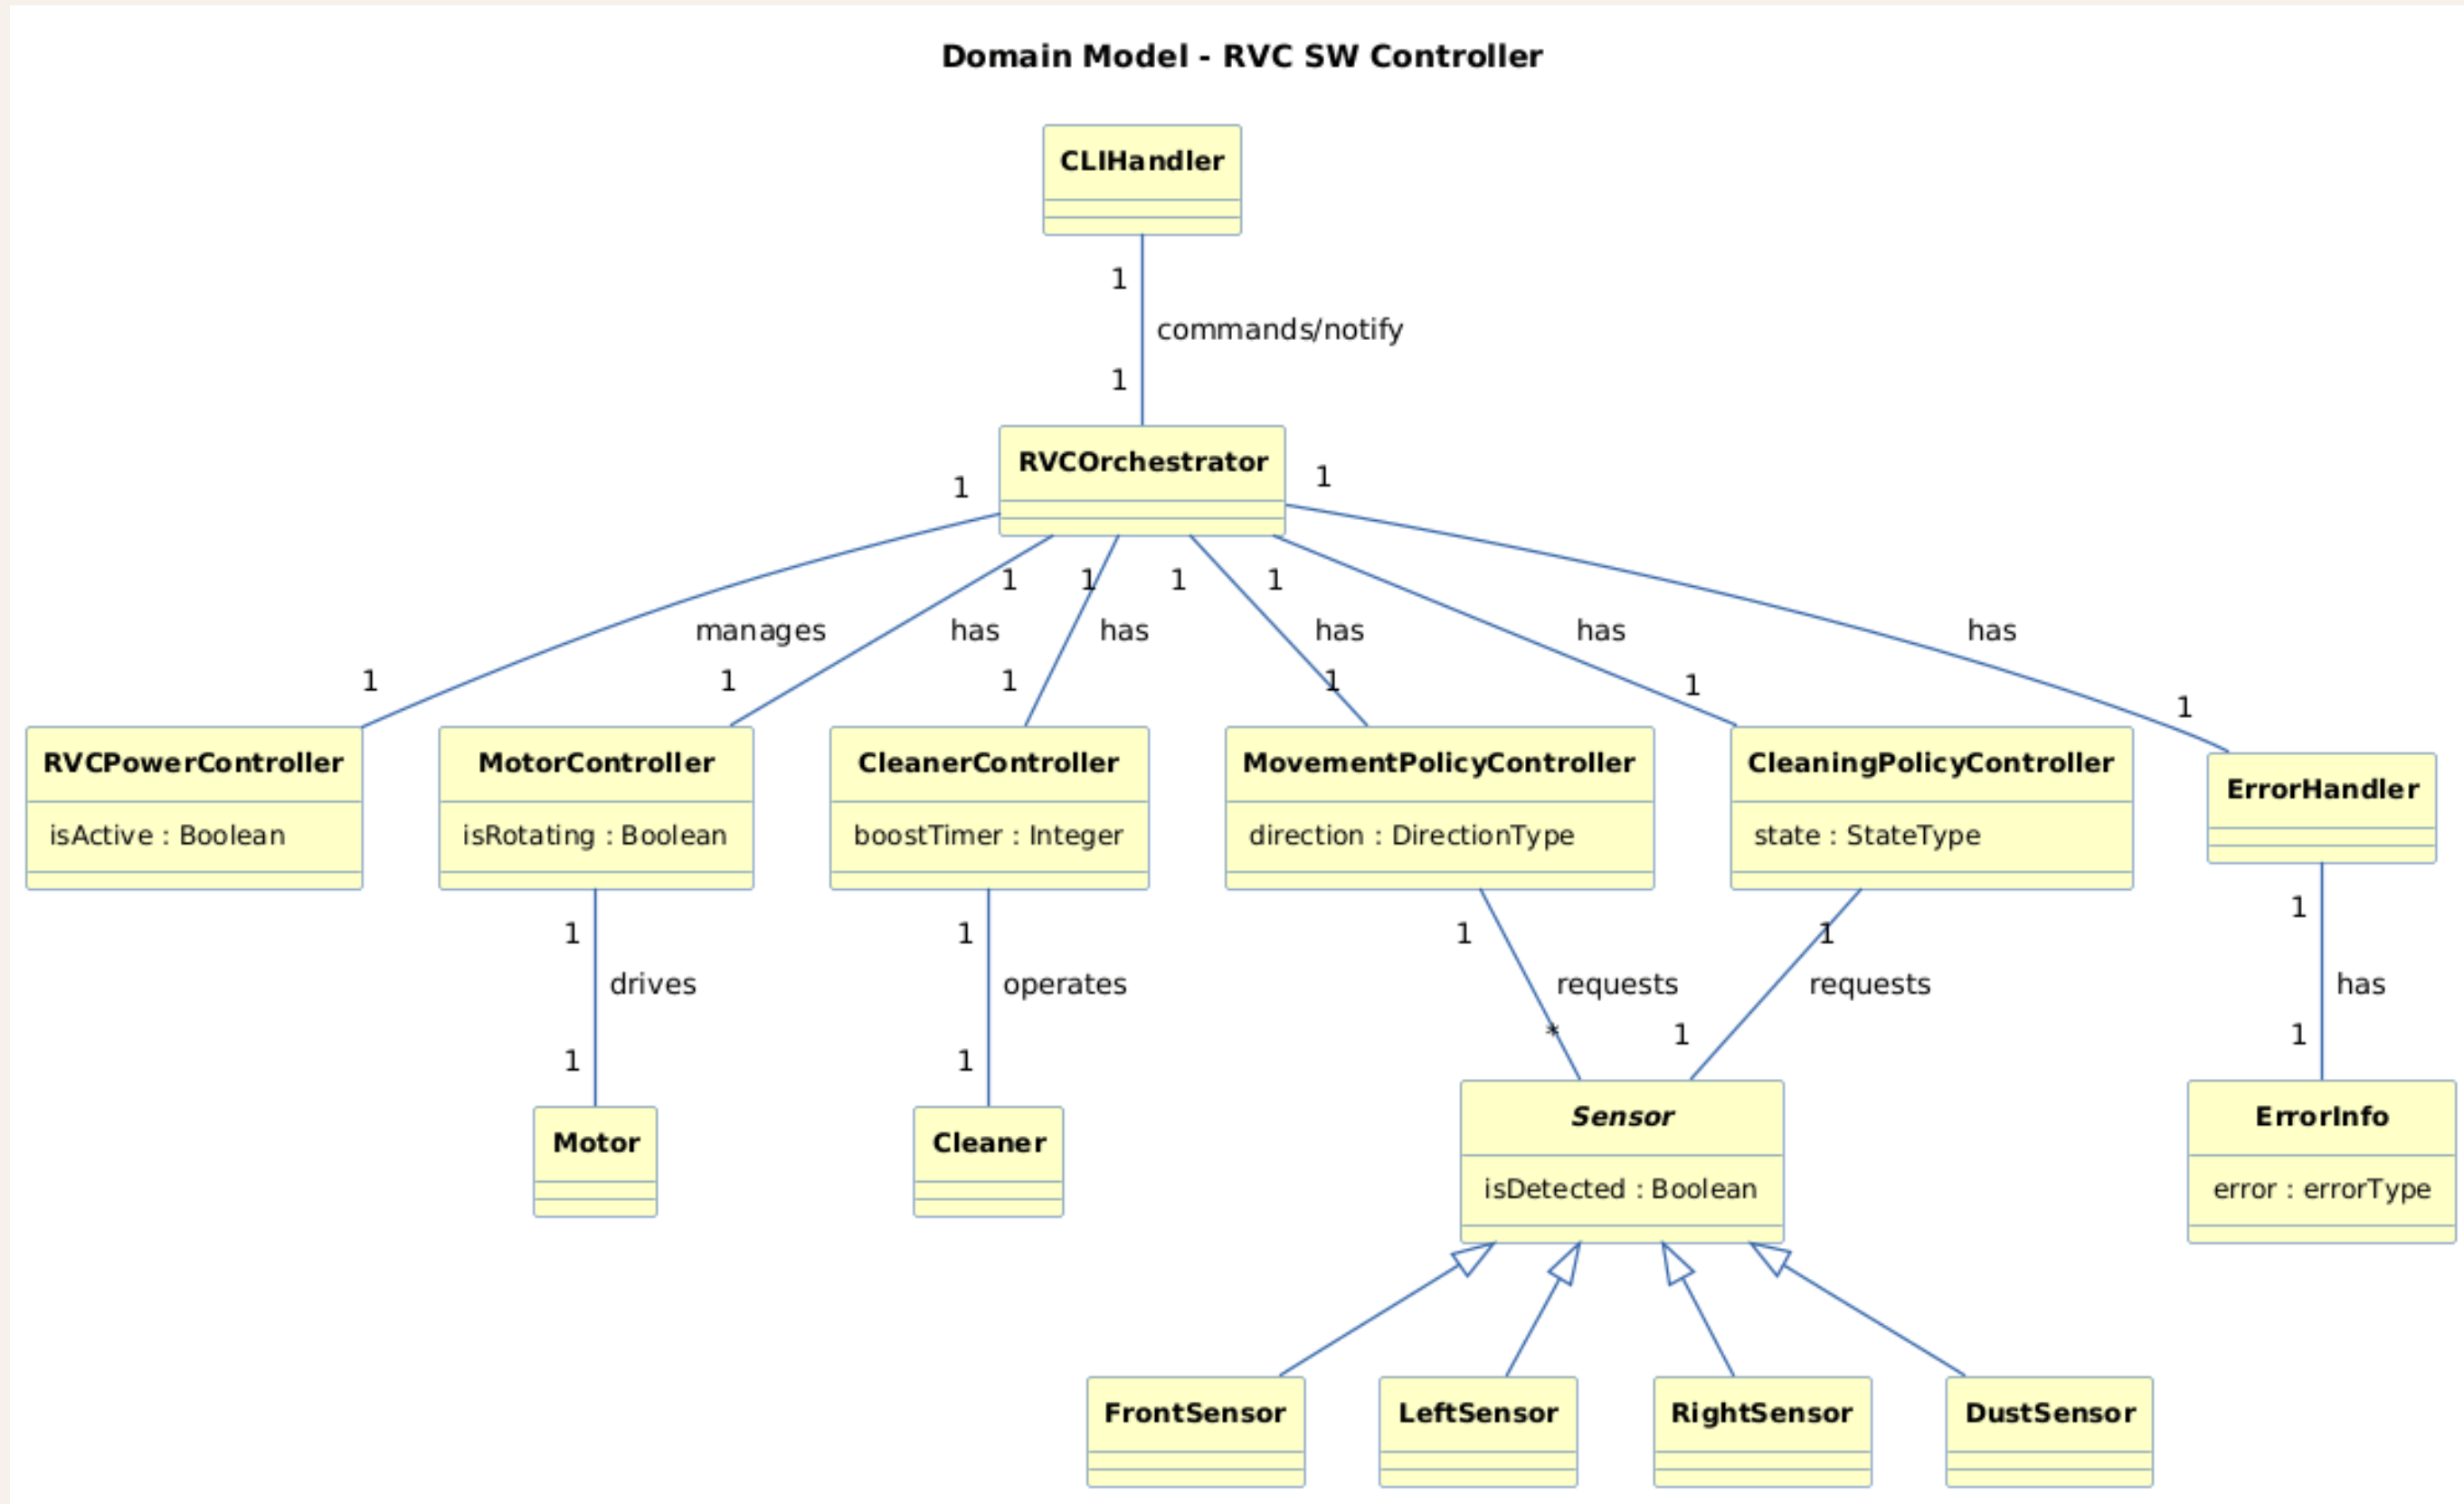 Domain Model - RVC SW Controller
CLIHandler
1
commands/notify
1
RVCOrchestrator
1
1
1
1
1
1
manages
has
has
has
has
has
1
1
1
1
1
1
RVCPowerController
isActive : Boolean
MotorController
isRotating : Boolean
CleanerController
boostTimer : Integer
MovementPolicyController
direction : DirectionType
CleaningPolicyController
state : StateType
ErrorHandler
1
1
1
1
1
drives
operates
requests
requests
has
1
1
*
1
1
Motor
Cleaner
Sensor
isDetected : Boolean
ErrorInfo
error : errorType
FrontSensor
LeftSensor
RightSensor
DustSensor